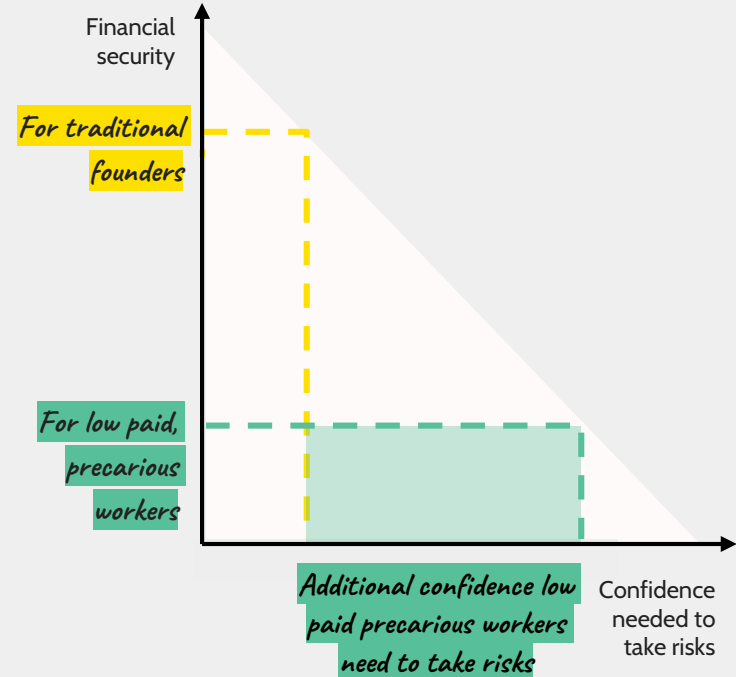 Financial
security
For traditional
founders
For low paid,
precarious
workers
Additional confidence low
paid precarious workers
need to take risks
Confidence
needed to
take risks